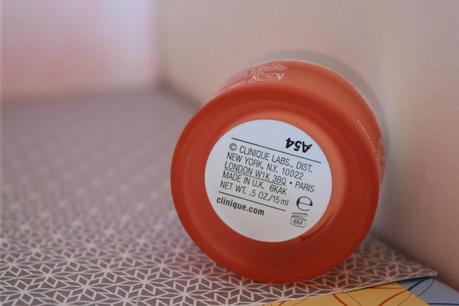 A54
© CLINIQUE LABS., DIST.
NEW YORK, N.Y. 10022
LONDON W1K 3BQ • PARIS
MADE IN U.K. 6KAK
NET WT. .5 OZ./15 ml e
clinique.com
6M